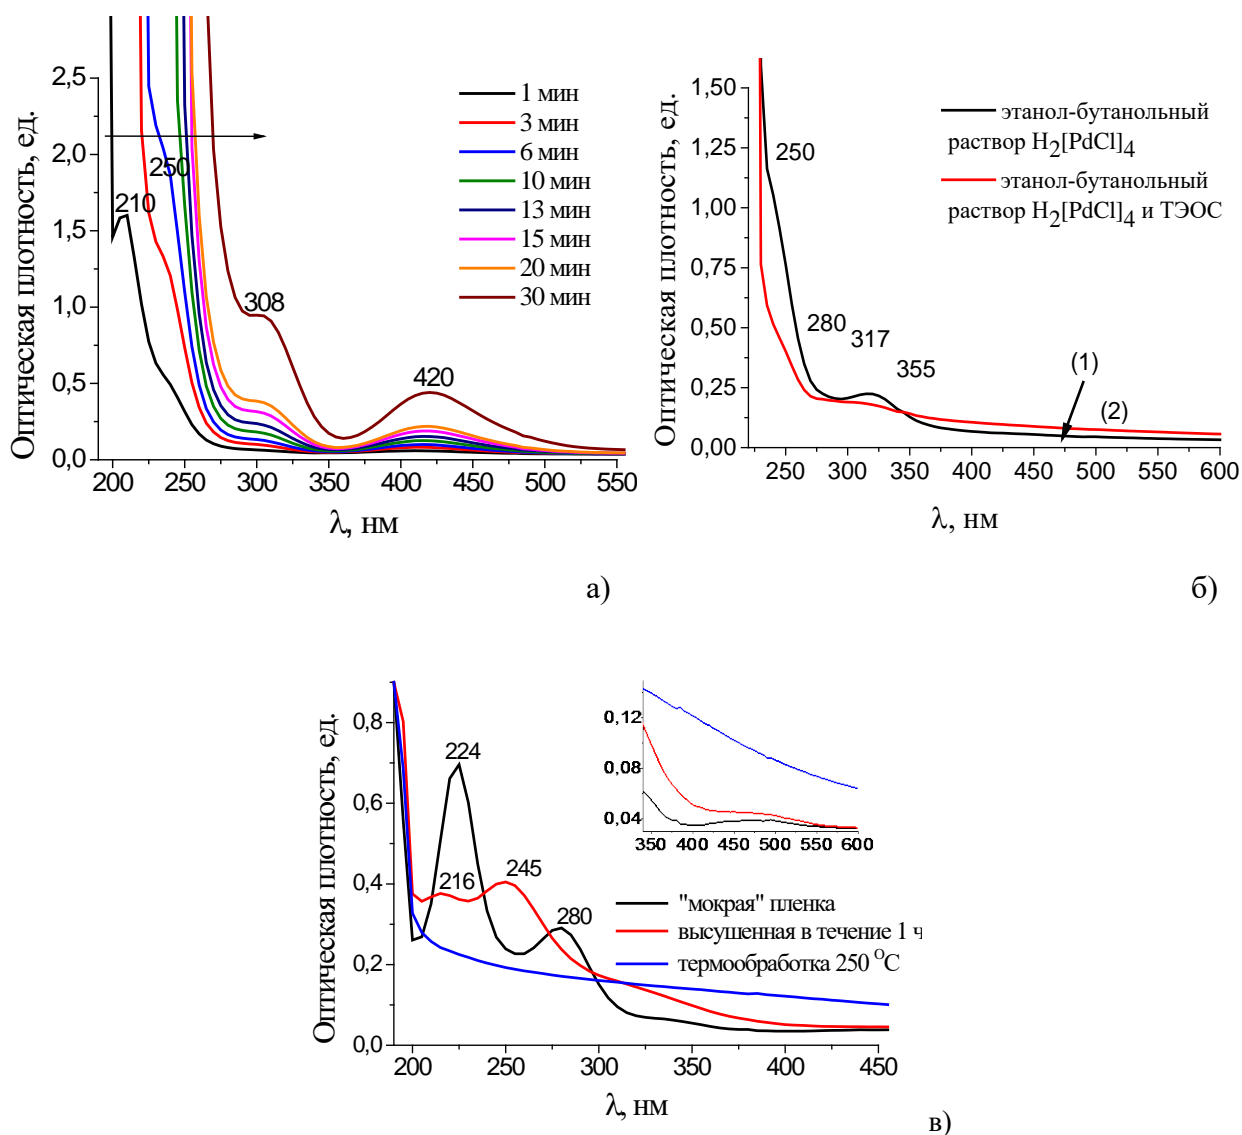 Оптическая плотность, ед.
2,5
2,0
1,5
1,0
0,5
0,0
210
250
308
420
1 мин
3 мин
6 мин
10 мин
13 мин
15 мин
20 мин
30 мин
200 250 300 350 400 450 500 550
λ, нм
а)
Оптическая плотность, ед.
1,50
1,25
1,00
0,75
0,50
0,25
0,00
250
280
317
355
(1)
(2)
этанол-бутанольный
раствор H2[PdCl]4
этанол-бутанольный
раствор H2[PdCl]4 и ТЭОС
250 300 350 400 450 500 550 600
λ, нм
б)
Оптическая плотность, ед.
0,8
0,6
0,4
0,2
0,0
224
216
245
280
0,12
0,08
0,04
350 400 450 500 550 600
"мокрая" пленка
высушенная в течение 1 ч
термообработка 250 °C
200 250 300 350 400 450
λ, нм
в)